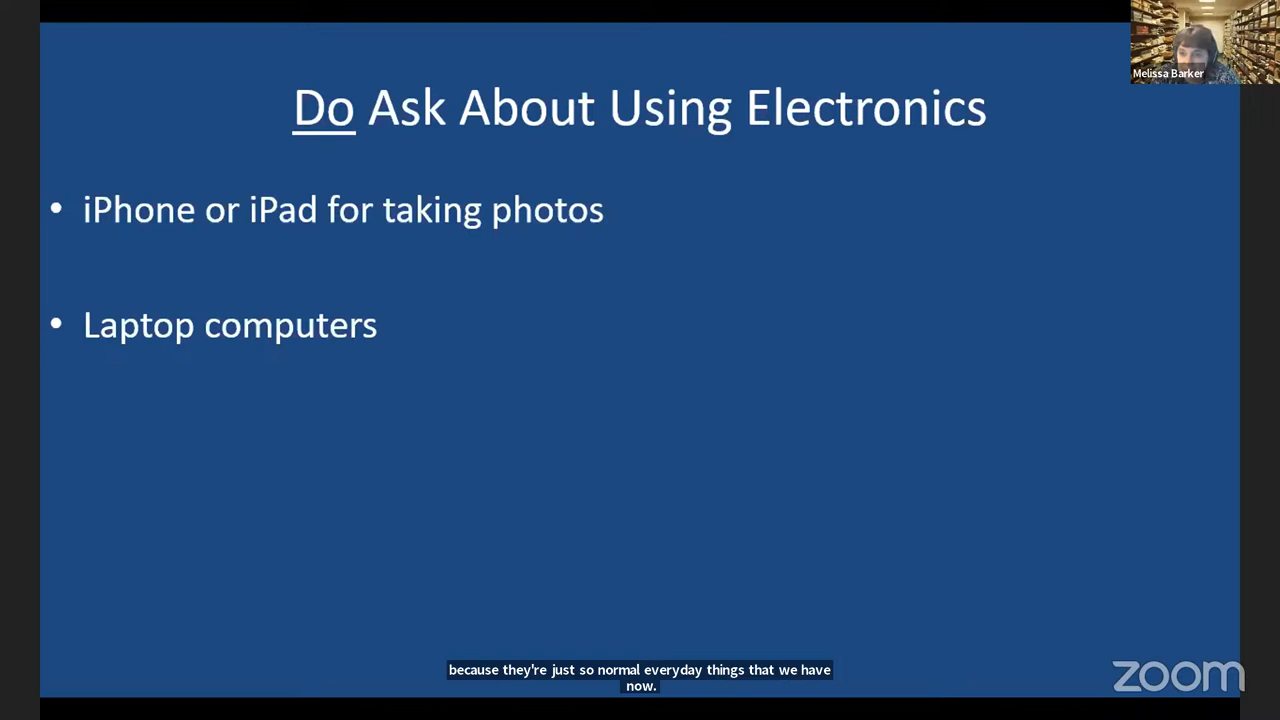 Melissa Barker
Do Ask About Using Electronics
• iPhone or iPad for taking photos
• Laptop computers
because they're just so normal everyday things that we have
now.
zoom